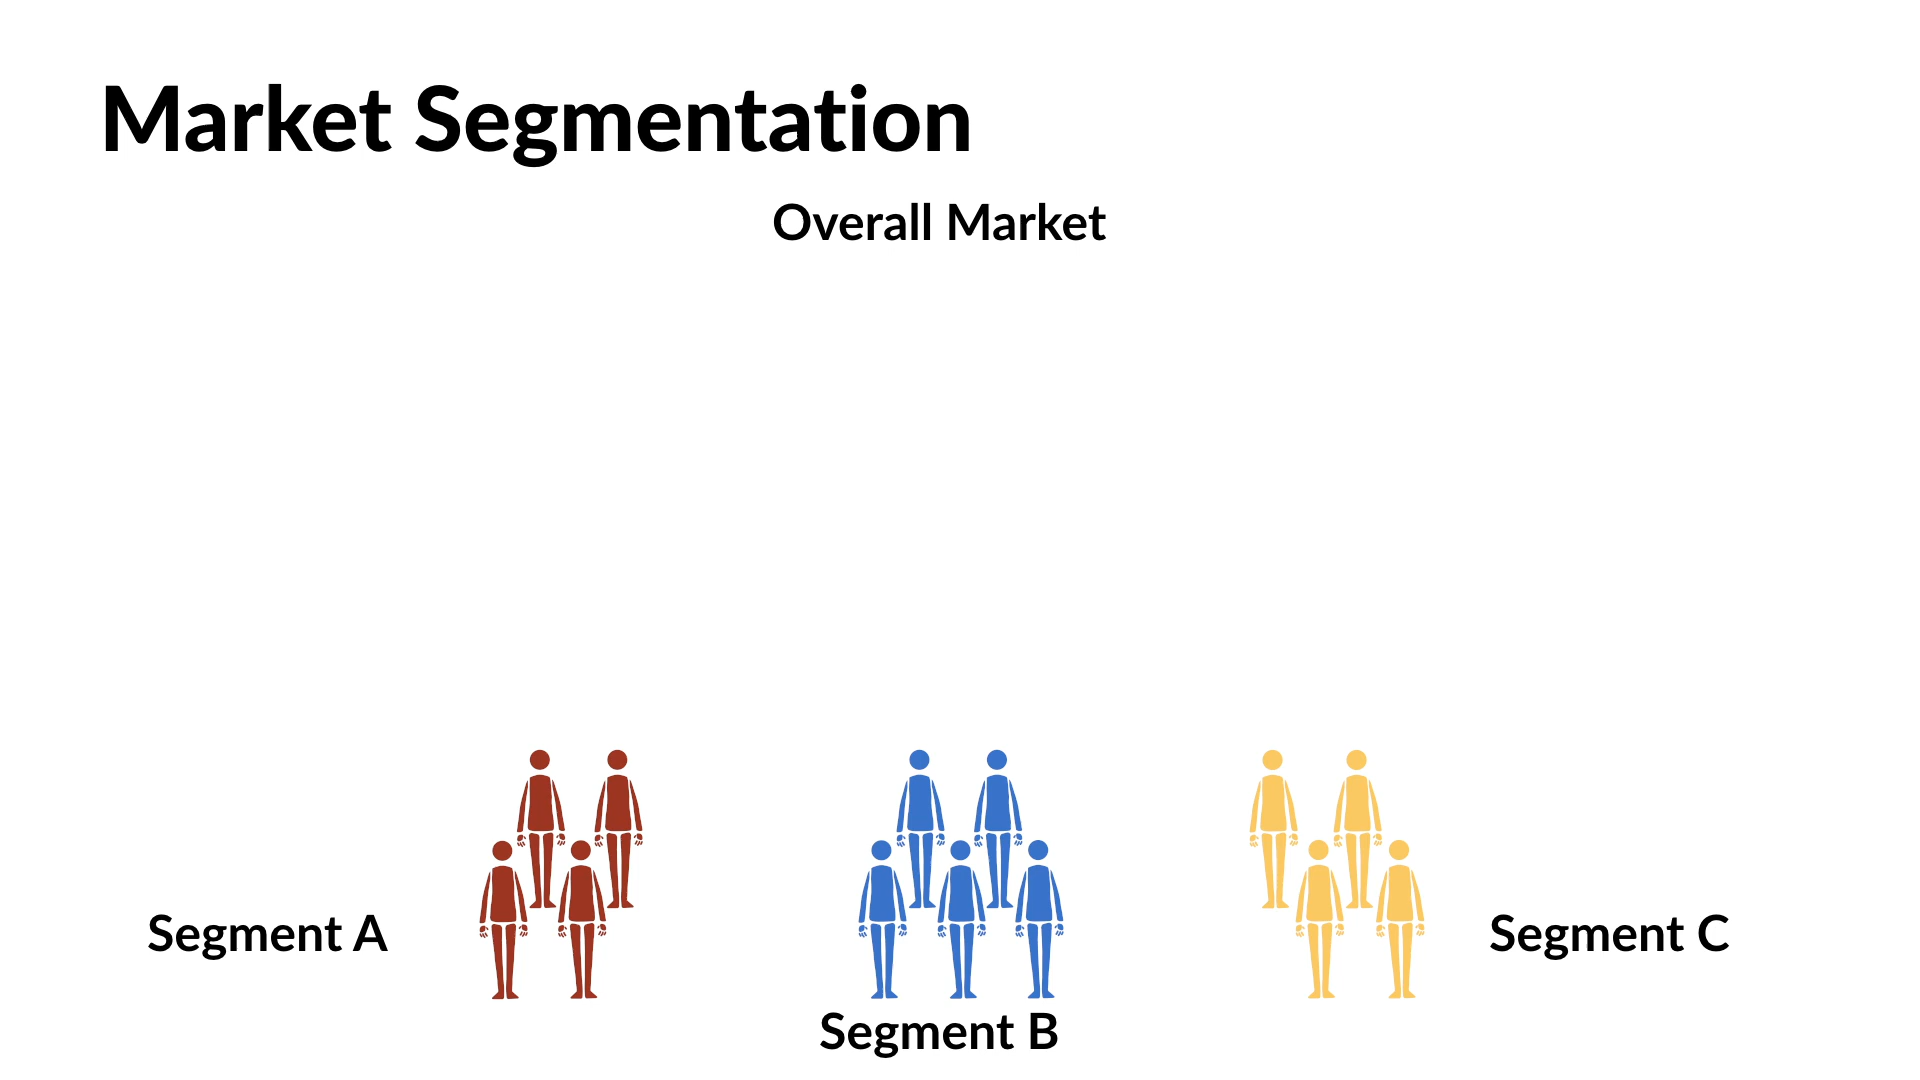 Market Segmentation
Overall Market
Segment A
Segment B
Segment C